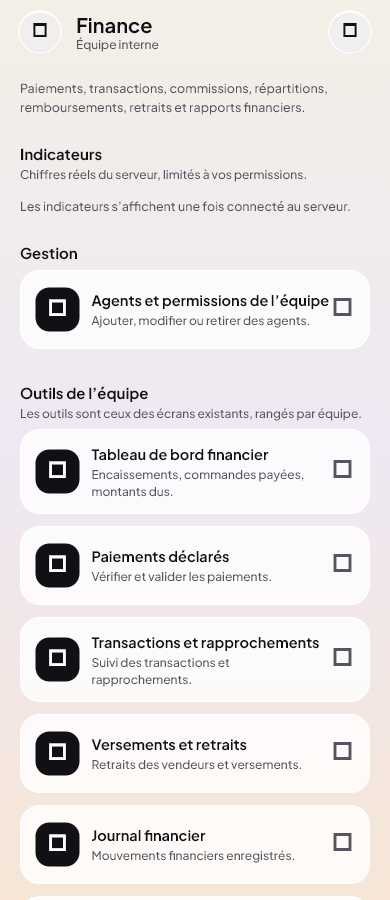 Finance
Équipe interne
Paiements, transactions, commissions, répartitions,
remboursements, retraits et rapports financiers.
Indicateurs
Chiffres réels du serveur, limités à vos permissions.
Les indicateurs s’affichent une fois connecté au serveur.
Gestion
Agents et permissions de l’équipe
Ajouter, modifier ou retirer des agents.
Outils de l’équipe
Les outils sont ceux des écrans existants, rangés par équipe.
Tableau de bord financier
Encaissements, commandes payées,
montants dus.
Paiements déclarés
Vérifier et valider les paiements.
Transactions et rapprochements
Suivi des transactions et
rapprochements.
Versements et retraits
Retraits des vendeurs et versements.
Journal financier
Mouvements financiers enregistrés.